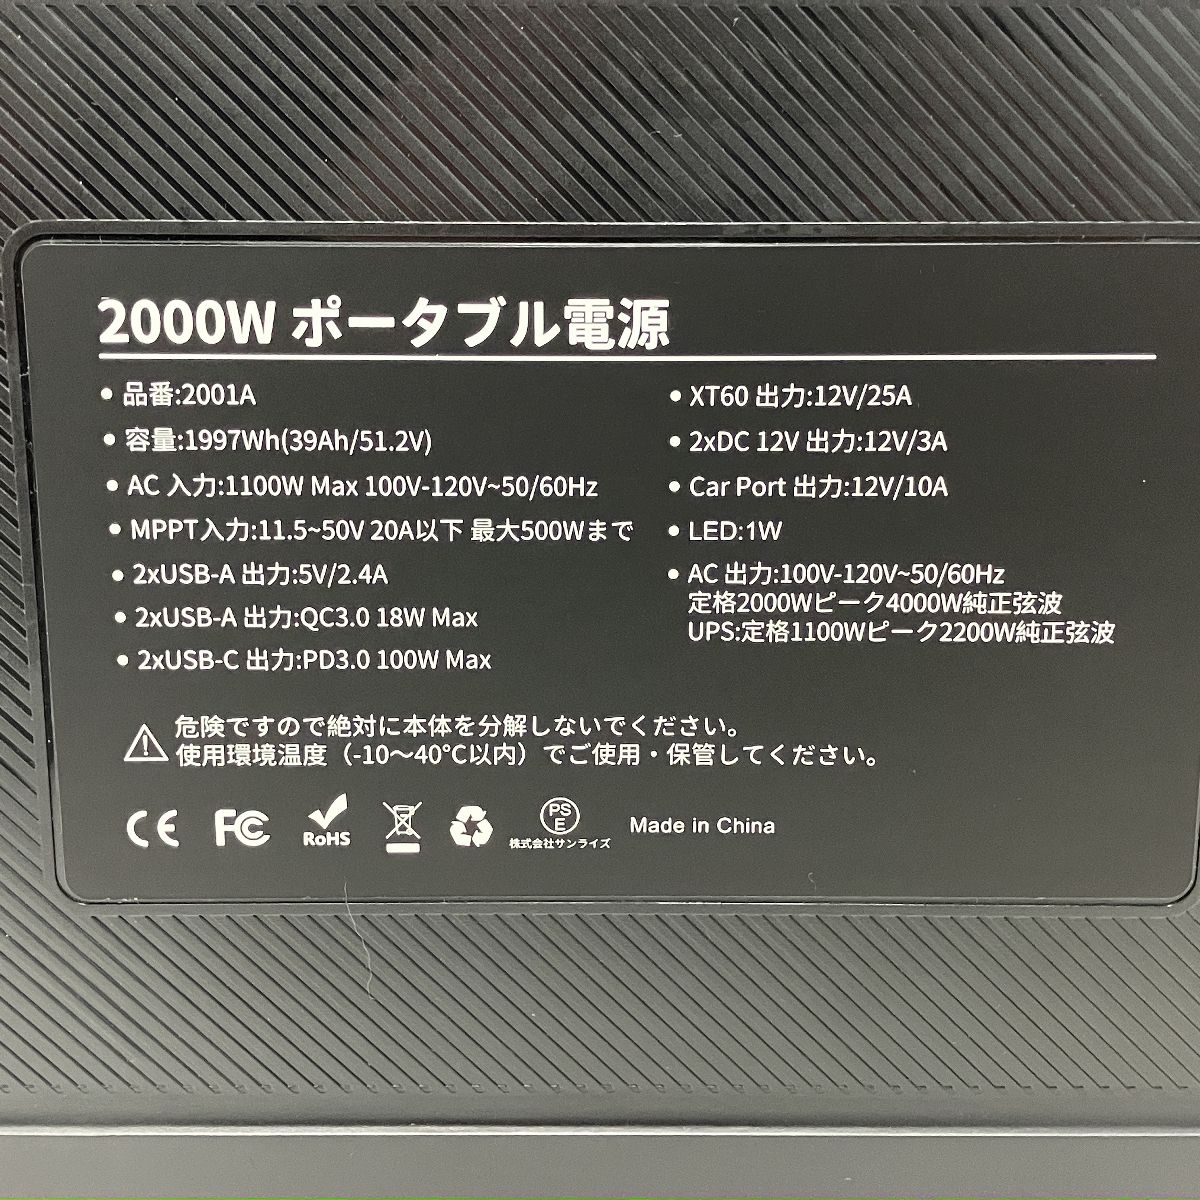 2000W ポータブル電源
• 品番:2001A
• 容量:1997Wh(39Ah/51.2V)
• AC 入力:1100W Max 100V-120V~50/60Hz
• MPPT入力:11.5~50V 20A以下 最大500Wまで
• 2xUSB-A 出力:5V/2.4A
• 2xUSB-A 出力:QC3.0 18W Max
• 2xUSB-C 出力:PD3.0 100W Max
• XT60 出力:12V/25A
• 2xDC 12V 出力:12V/3A
• Car Port 出力:12V/10A
• LED:1W
• AC 出力:100V-120V~50/60Hz
定格2000Wピーク4000W純正弦波
UPS:定格1100Wピーク2200W純正弦波
危険ですので絶対に本体を分解しないでください。
使用環境温度（-10〜40℃以内）でご使用・保管してください。
CE FC RoHS PS E Made in China
株式会社サンライズ